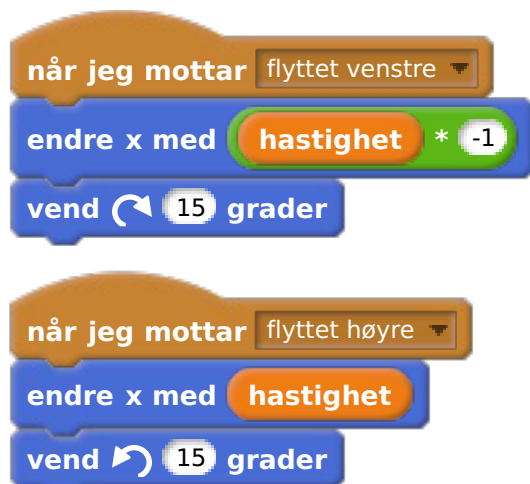 når jeg mottar flyttet venstre
endre x med hastighet * -1
vend 15 grader
når jeg mottar flyttet høyre
endre x med hastighet
vend 15 grader